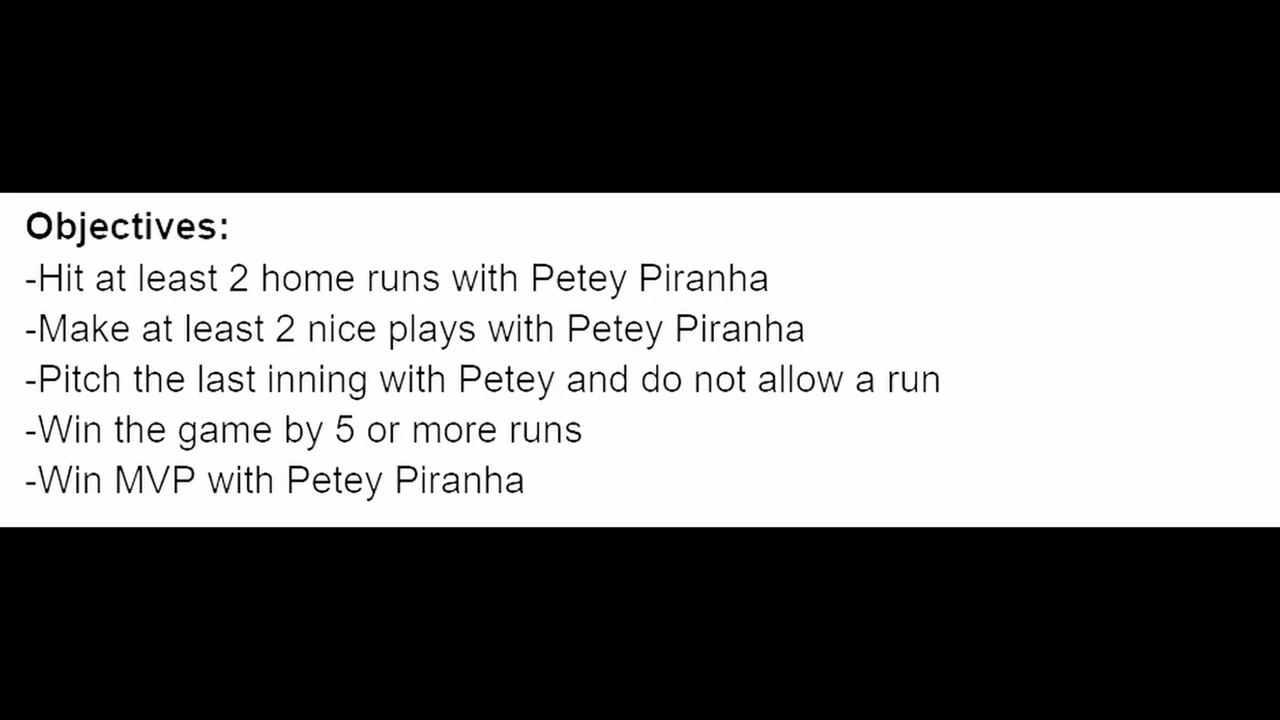 Objectives:
-Hit at least 2 home runs with Petey Piranha
-Make at least 2 nice plays with Petey Piranha
-Pitch the last inning with Petey and do not allow a run
-Win the game by 5 or more runs
-Win MVP with Petey Piranha